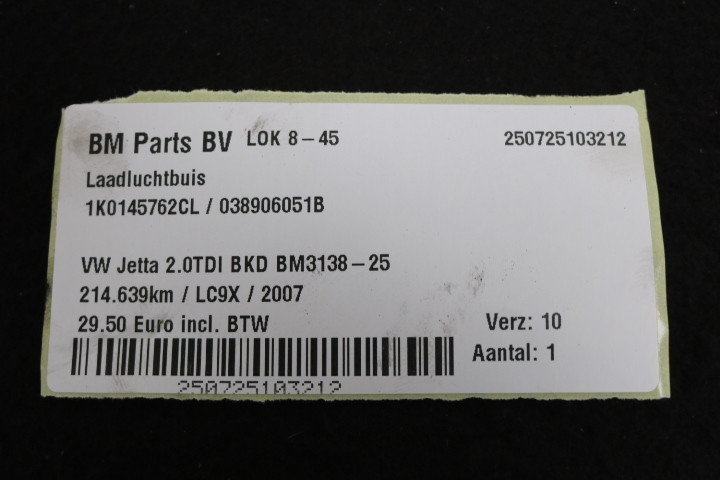 BM Parts BV LOK 8-45 250725103212
Laadluchtbuis
1K0145762CL / 038906051B
VW Jetta 2.0TDI BKD BM3138-25
214.639km / LC9X / 2007
29.50 Euro incl. BTW Verz: 10
Aantal: 1
250725103212